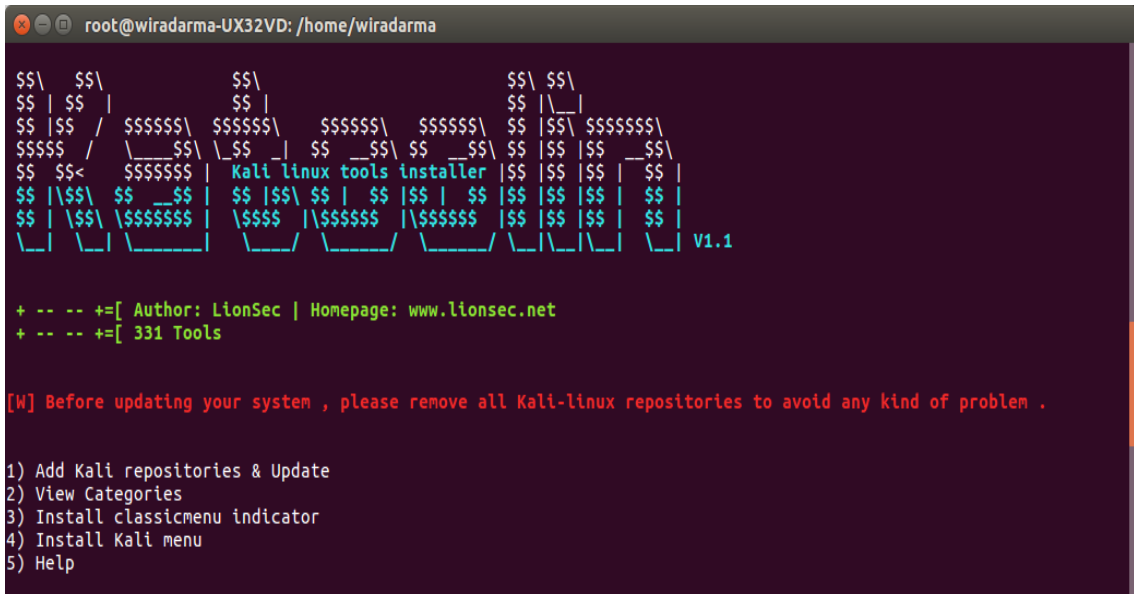 root@wiradarma-UX32VD: /home/wiradarma
Katoolin
Kali linux tools installer
V1.1
+ -- -- +=[ Author: LionSec | Homepage: www.lionsec.net
+ -- -- +=[ 331 Tools
[W] Before updating your system , please remove all Kali-linux repositories to avoid any kind of problem .
1) Add Kali repositories & Update
2) View Categories
3) Install classicmenu indicator
4) Install Kali menu
5) Help